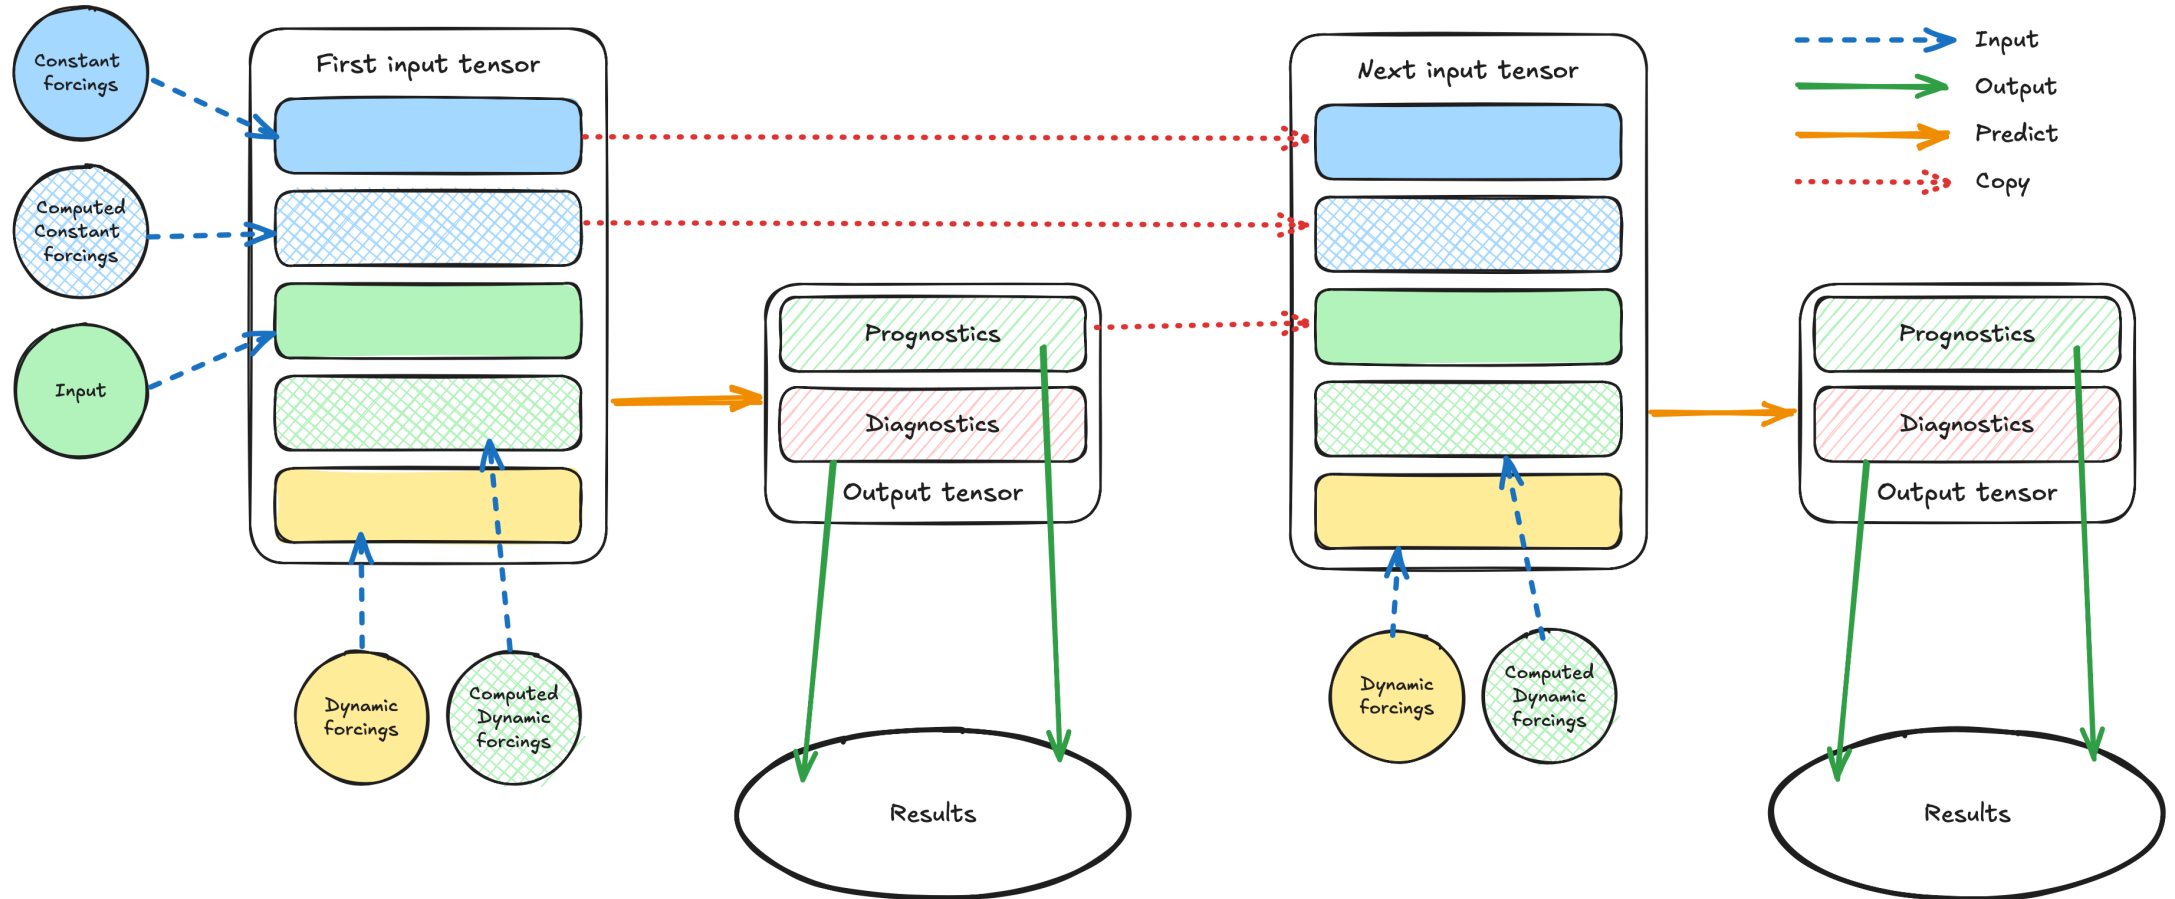 Constant
forcings
First input tensor
Next input tensor
Input
Output
Predict
Copy
Computed
Constant
forcings
Input
Prognostics
Diagnostics
Output tensor
Prognostics
Diagnostics
Output tensor
Dynamic
forcings
Computed
Dynamic
forcings
Dynamic
forcings
Computed
Dynamic
forcings
Results
Results